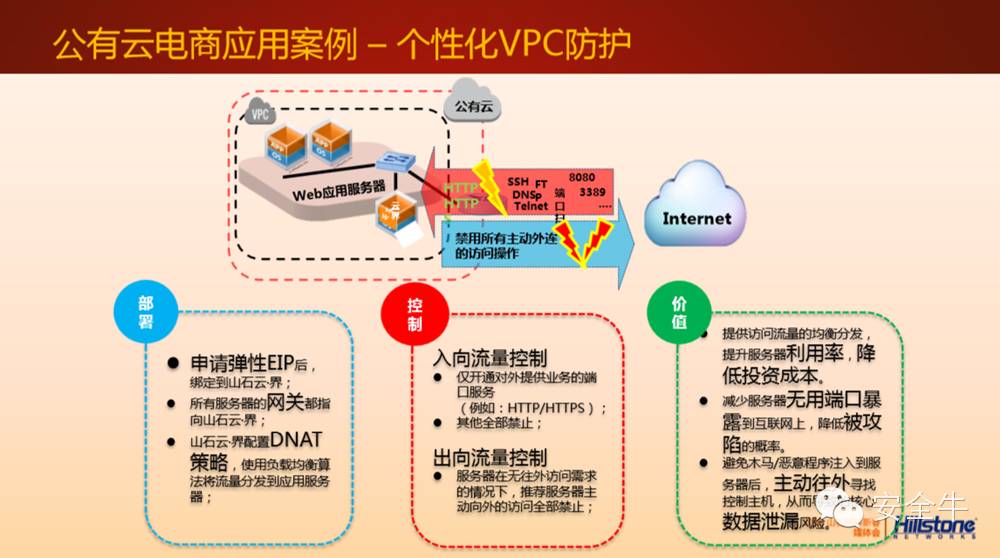 公有云电商应用案例 – 个性化VPC防护
VPC
公有云
APP
OS
APP
OS
Web应用服务器
云·界
HTTP
HTTP
SSH
FT
DNSp
Telnet
端
口
8080
3389
....
Internet
禁用所有主动外连
的访问操作
部
署
申请弹性EIP后，
绑定到山石云·界；
所有服务器的网关都指
向山石云·界；
山石云·界配置DNAT
策略，使用负载均衡算
法将流量分发到应用服务
器；
控
制
入向流量控制
仅开通对外提供业务的端
口服务
（例如：HTTP/HTTPS）；
其他全部禁止；
出向流量控制
服务器在无往外访问需求
的情况下，推荐服务器主
动向外的访问全部禁止；
价
值
提供访问流量的均衡分发，
提升服务器利用率，降
低投资成本。
减少服务器无用端口暴
露到互联网上，降低被攻
陷的概率。
避免木马/恶意程序注入到服
务器后，主动往外寻找
控制主机，从而 核心
数据泄漏风险。
安全牛
媒体会
Hillstone
NETWORKS